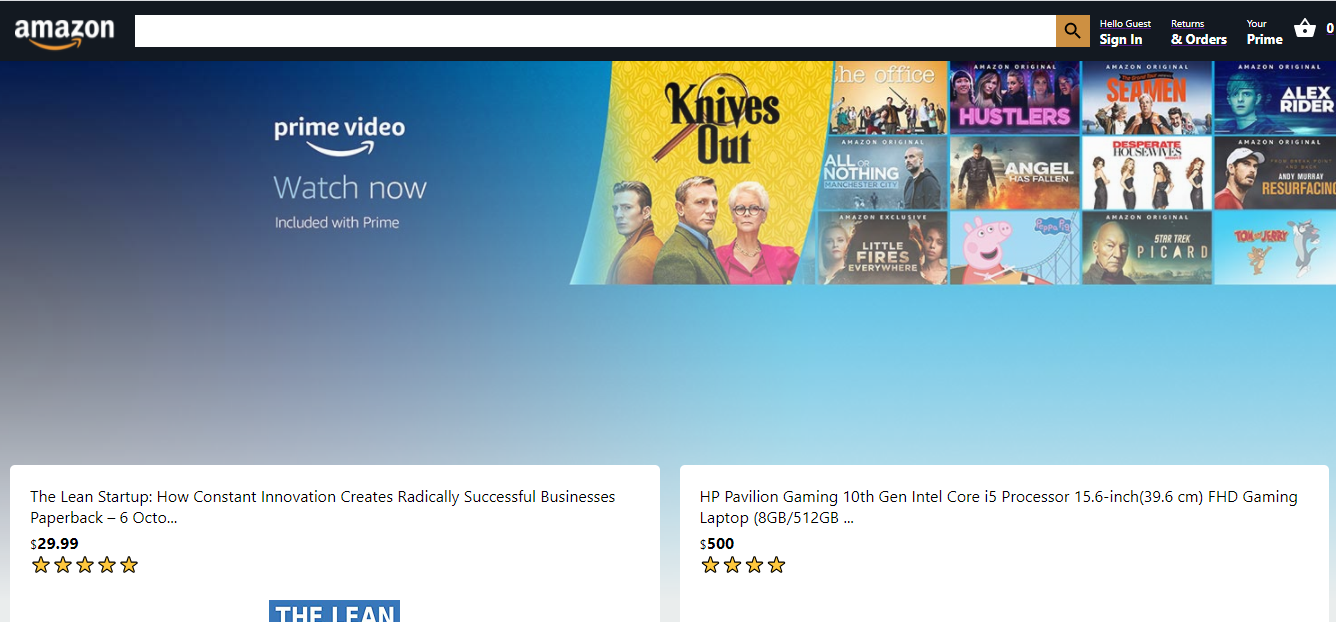 amazon
Hello Guest
Sign In
Returns
& Orders
Your
Prime
0
prime video
Watch now
Included with Prime
Knives
Out
the office
AMAZON ORIGINAL
HUSTLERS
AMAZON ORIGINAL
The Grand Tour
SEAMEN
AMAZON ORIGINAL
ALEX
RIDER
AMAZON ORIGINAL
ALL OR
NOTHING
MANCHESTER CITY
ANGEL
HAS FALLEN
DESPERATE
HOUSEWIVES
AMAZON ORIGINAL
ANDY MURRAY
RESURFACING
AMAZON EXCLUSIVE
LITTLE
FIRES
EVERYWHERE
Peppa Pig
AMAZON ORIGINAL
STAR TREK
PICARD
TOM AND JERRY
The Lean Startup: How Constant Innovation Creates Radically Successful Businesses
Paperback – 6 Octo...
$29.99
THE LEAN
HP Pavilion Gaming 10th Gen Intel Core i5 Processor 15.6-inch(39.6 cm) FHD Gaming
Laptop (8GB/512GB ...
$500